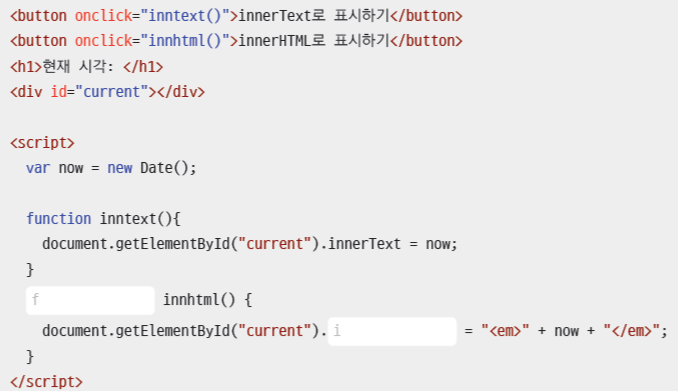 <button onclick="inntext()">innerText로 표시하기</button>
<button onclick="innhtml()">innerHTML로 표시하기</button>
<h1>현재 시각: </h1>
<div id="current"></div>
<script>
var now = new Date();
function inntext(){
document.getElementById("current").innerText = now;
}
f innhtml() {
document.getElementById("current").i = "<em>" + now + "</em>";
}
</script>